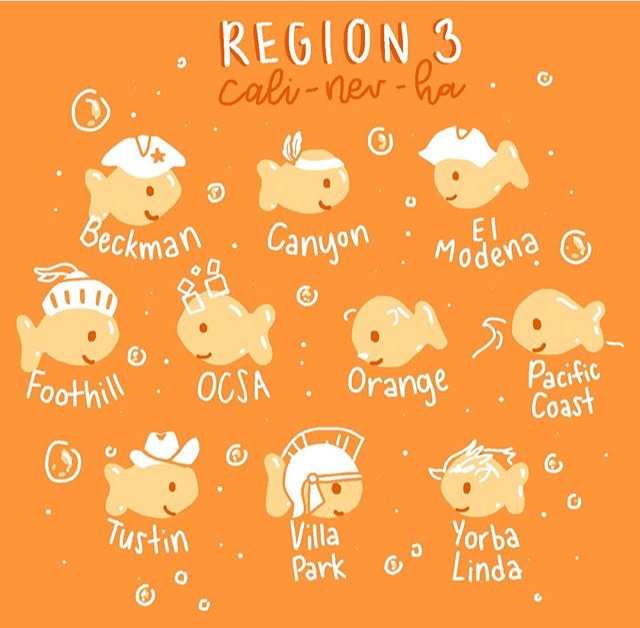 REGION 3
cali-nev-ha
Beckman
Canyon
El
Modena
Foothill
OCSA
Orange
Pacific
Coast
Tustin
Villa
Park
Yorba
Linda